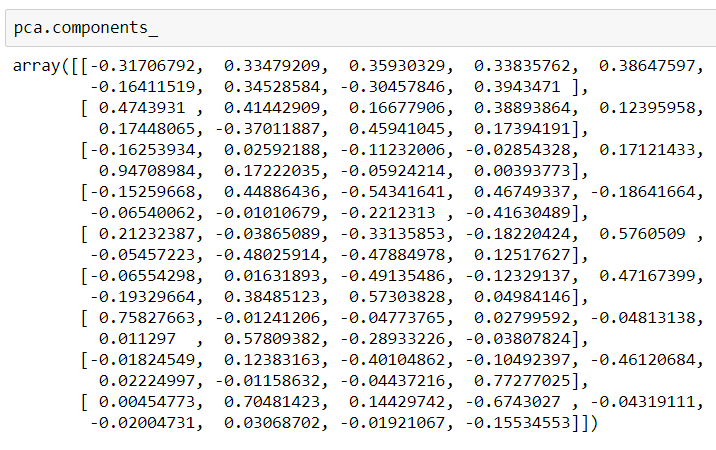 pca.components_
array([[-0.31706792,  0.33479209,  0.35930329,  0.33835762,  0.38647597,
        -0.16411519,  0.34528584, -0.30457846,  0.3943471 ],
       [ 0.4743931 ,  0.41442909,  0.16677906,  0.38893864,  0.12395958,
         0.17448065, -0.37011887,  0.45941045,  0.17394191],
       [-0.16253934,  0.02592188, -0.11232006, -0.02854328,  0.17121433,
         0.94708984,  0.17222035, -0.05924214,  0.00393773],
       [-0.15259668,  0.44886436, -0.54341641,  0.46749337, -0.18641664,
        -0.06540062, -0.01010679, -0.2212313 , -0.41630489],
       [ 0.21232387, -0.03865089, -0.33135853, -0.18220424,  0.5760509 ,
        -0.05457223, -0.48025914, -0.47884978,  0.12517627],
       [-0.06554298,  0.01631893, -0.49135486, -0.12329137,  0.47167399,
        -0.19329664,  0.38485123,  0.57303828,  0.04984146],
       [ 0.75827663, -0.01241206, -0.04773765,  0.02799592, -0.04813138,
         0.011297  ,  0.57809382, -0.28933226, -0.03807824],
       [-0.01824549,  0.12383163, -0.40104862, -0.10492397, -0.46120684,
         0.02224997, -0.01158632, -0.04437216,  0.77277025],
       [ 0.00454773,  0.70481423,  0.14429742, -0.6743027 , -0.04319111,
        -0.02004731,  0.03068702, -0.01921067, -0.15534553]])